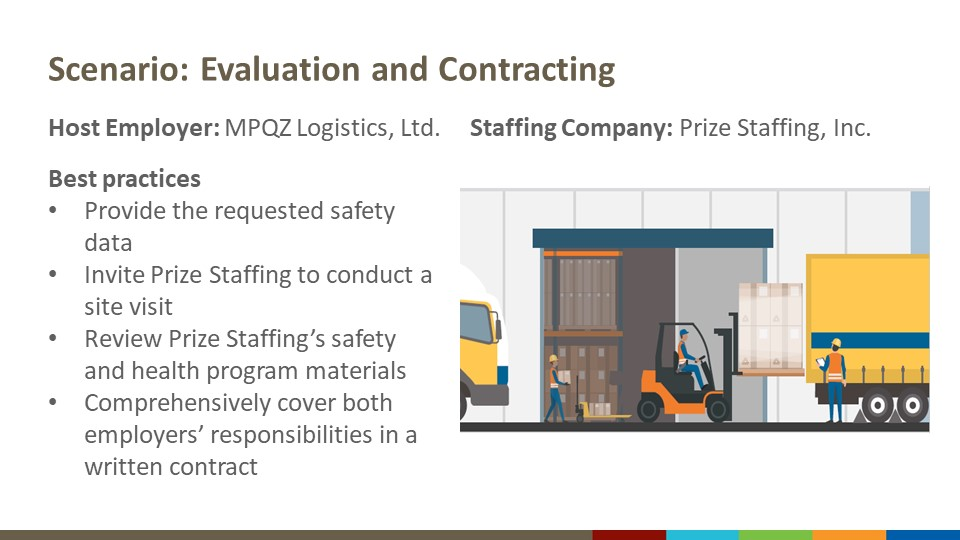 Scenario: Evaluation and Contracting
Host Employer: MPQZ Logistics, Ltd. Staffing Company: Prize Staffing, Inc.
Best practices
• Provide the requested safety
data
• Invite Prize Staffing to conduct a
site visit
• Review Prize Staffing’s safety
and health program materials
• Comprehensively cover both
employers’ responsibilities in a
written contract